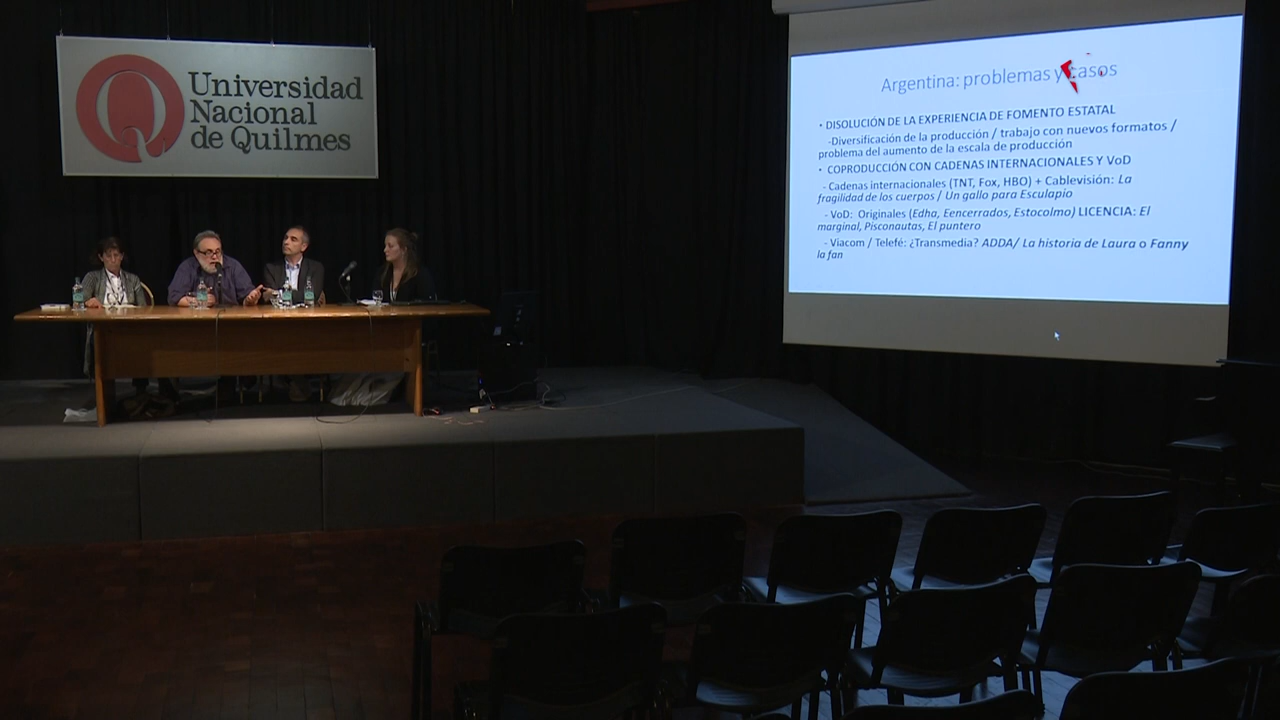 Universidad
Nacional
de Quilmes
Argentina: problemas y casos
• DISOLUCIÓN DE LA EXPERIENCIA DE FOMENTO ESTATAL
-Diversificación de la producción / trabajo con nuevos formatos /
problema del aumento de la escala de producción
• COPRODUCCIÓN CON CADENAS INTERNACIONALES Y VoD
- Cadenas internacionales (TNT, Fox, HBO) + Cablevisión: La
fragilidad de los cuerpos / Un gallo para Esculapio
- VoD: Originales (Edha, Eencerrados, Estocolmo) LICENCIA: El
marginal, Pisconautas, El puntero
- Viacom / Telefé: ¿Transmedia? ADDA/ La historia de Laura o Fanny
la fan